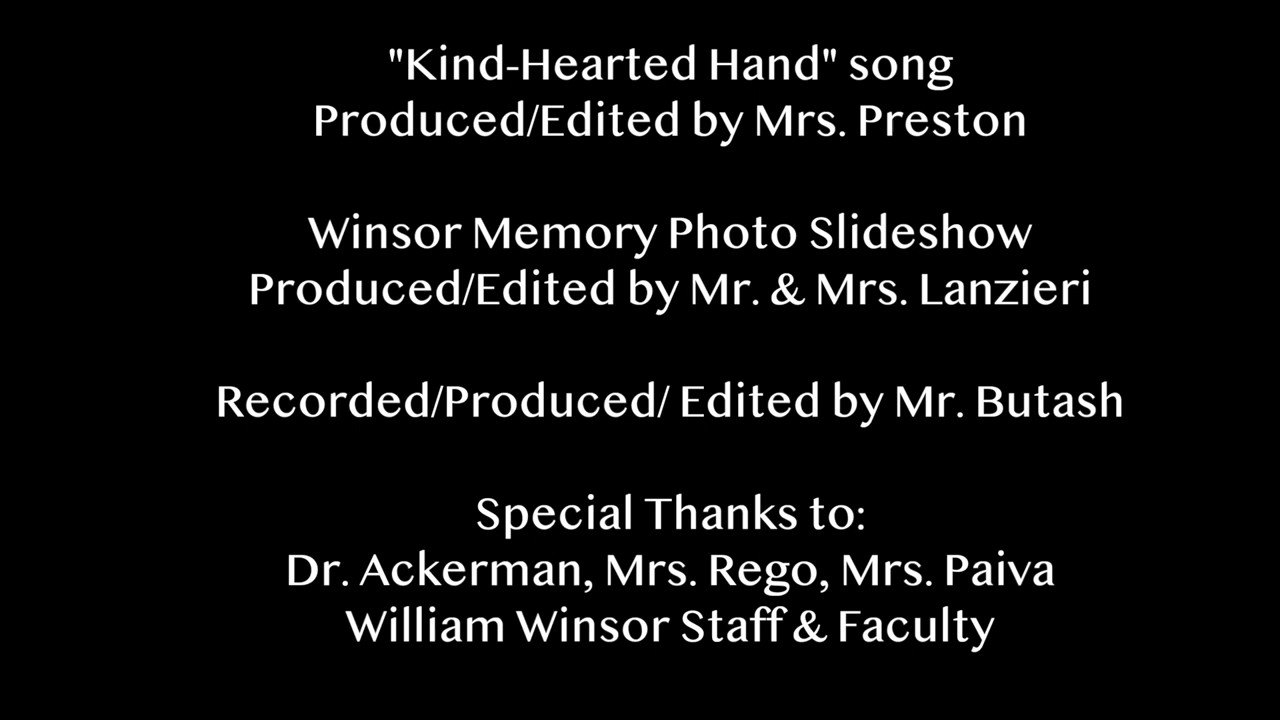 "Kind-Hearted Hand" song
Produced/Edited by Mrs. Preston
Winsor Memory Photo Slideshow
Produced/Edited by Mr. & Mrs. Lanzieri
Recorded/Produced/ Edited by Mr. Butash
Special Thanks to:
Dr. Ackerman, Mrs. Rego, Mrs. Paiva
William Winsor Staff & Faculty